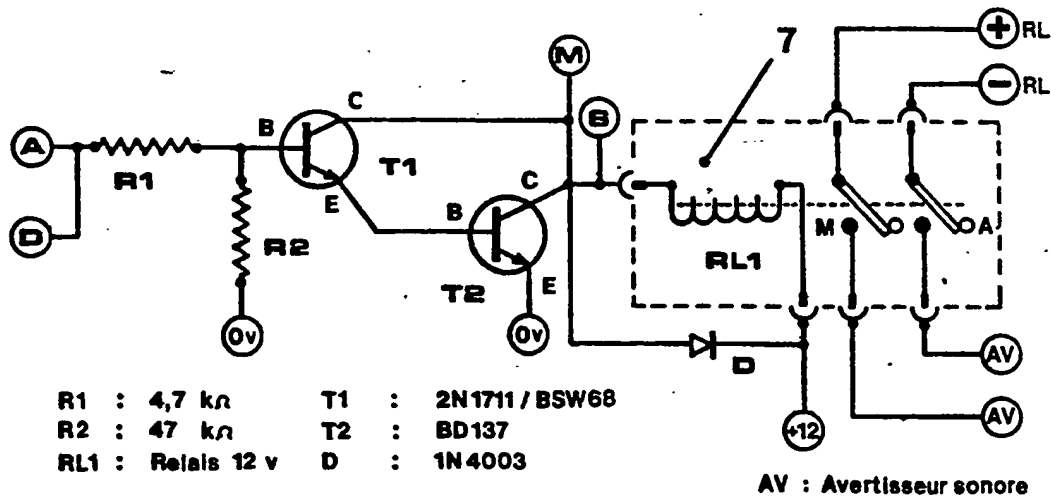 + RL
7
M
- RL
C
B
B
A
T1
R1
C
E
B
M
A
D
R2
RL1
T2
E
0v
0v
D
AV
R1 : 4,7 kΩ T1 : 2N1711 / BSW68
+12
AV
R2 : 47 kΩ T2 : BD137
RL1 : Relais 12 v D : 1N4003
AV : Avertisseur sonore